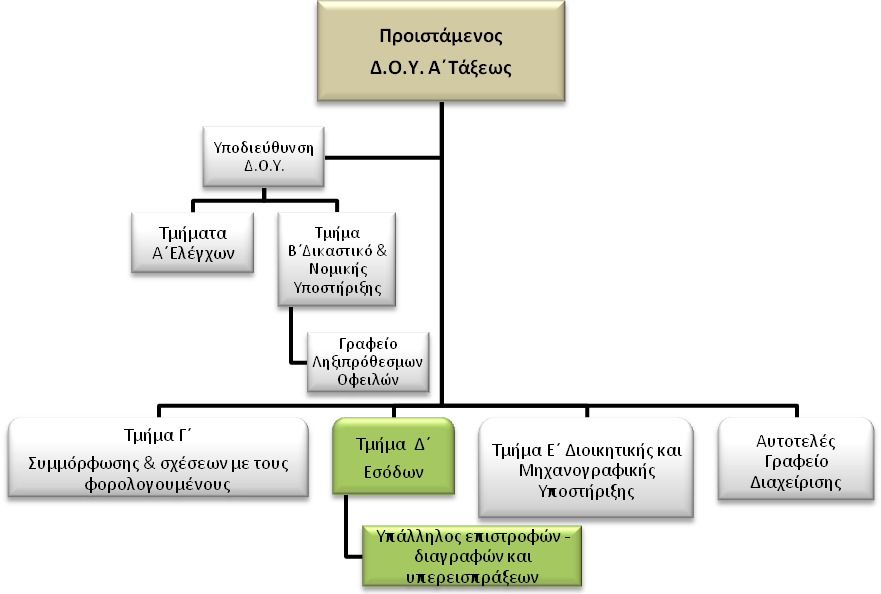 Προιστάμενος
Δ.Ο.Υ. Α΄Τάξεως
Υποδιεύθυνση
Δ.Ο.Υ.
Τμήματα
Α΄Ελέγχων
Τμήμα
Β΄Δικαστικό &
Νομικής
Υποστήριξης
Γραφείο
Ληξιπρόθεσμων
Οφειλών
Τμήμα Γ΄
Συμμόρφωσης & σχέσεων με τους
φορολογουμένους
Τμήμα Δ΄
Εσόδων
Τμήμα Ε΄ Διοικητικής και
Μηχανογραφικής
Υποστήριξης
Αυτοτελές
Γραφείο
Διαχείρισης
Υπάλληλος επιστροφών -
διαγραφών και
υπερεισπράξεων